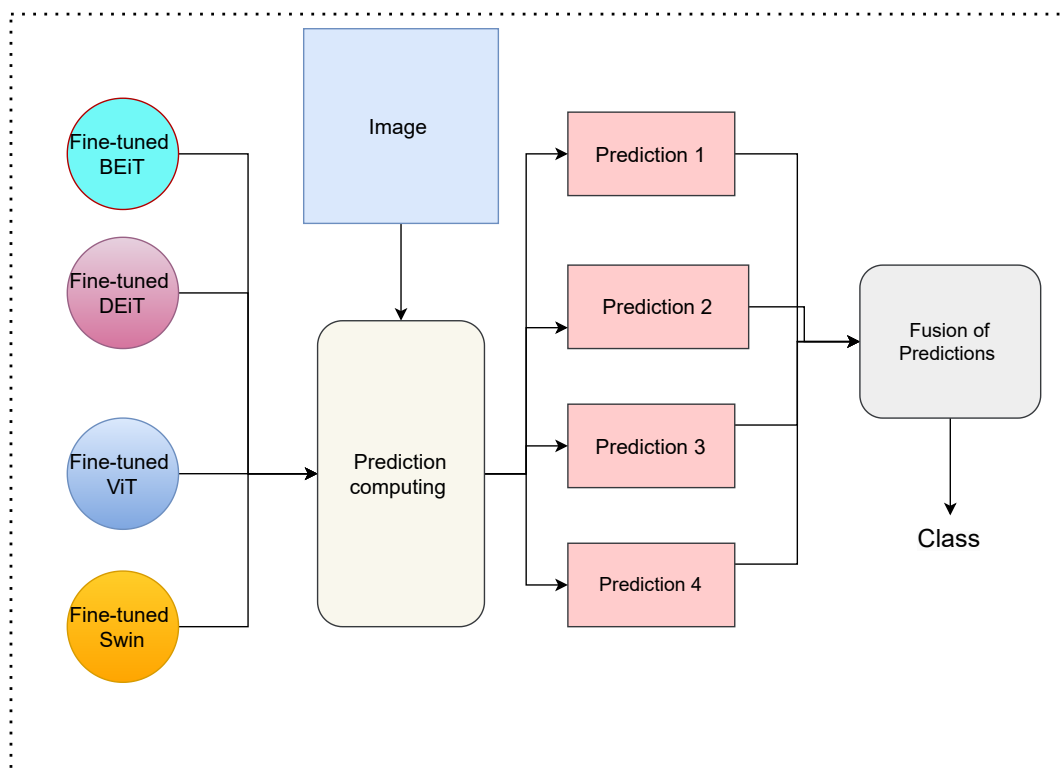 Fine-tuned
BEiT
Fine-tuned
DEiT
Fine-tuned
ViT
Fine-tuned
Swin
Image
Prediction
computing
Prediction 1
Prediction 2
Prediction 3
Prediction 4
Fusion of
Predictions
Class